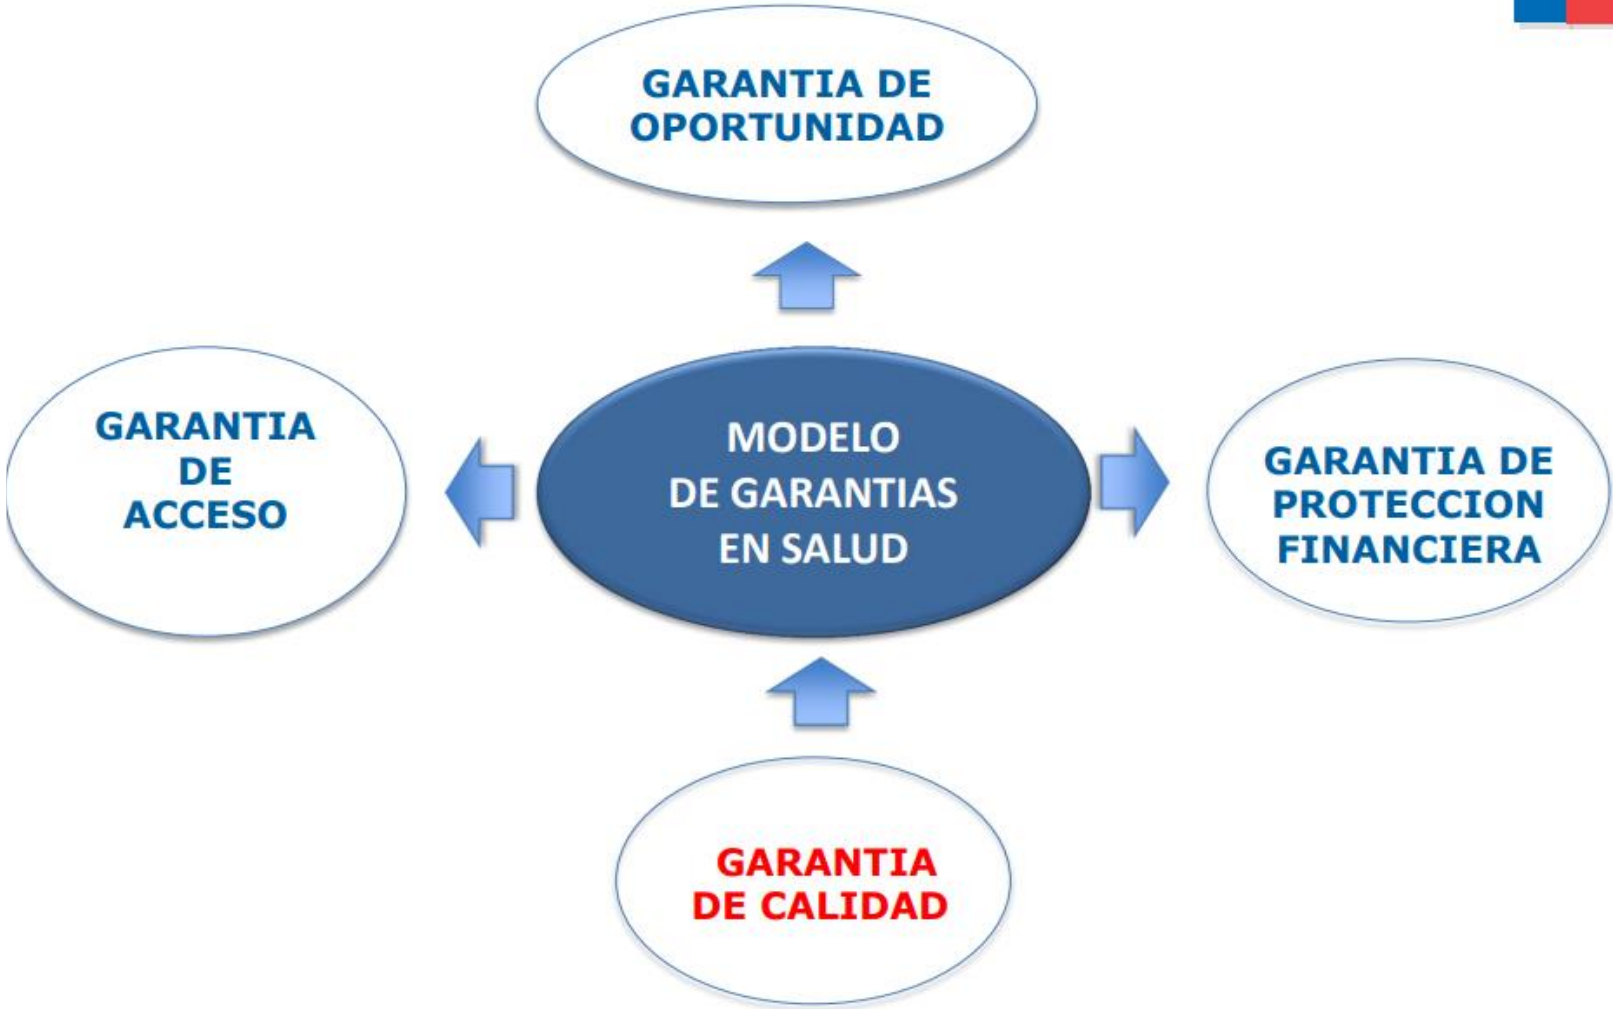 GARANTIA DE
OPORTUNIDAD
GARANTIA
DE
ACCESO
MODELO
DE GARANTIAS
EN SALUD
GARANTIA DE
PROTECCION
FINANCIERA
GARANTIA
DE CALIDAD